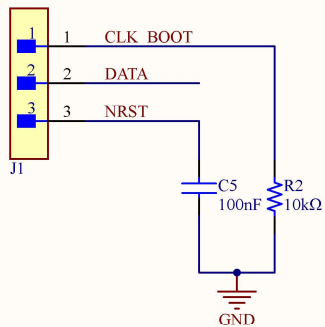 1 1 CLK_BOOT
2 2 DATA
3 3 NRST
J1
C5 R2
100nF 10kΩ
GND